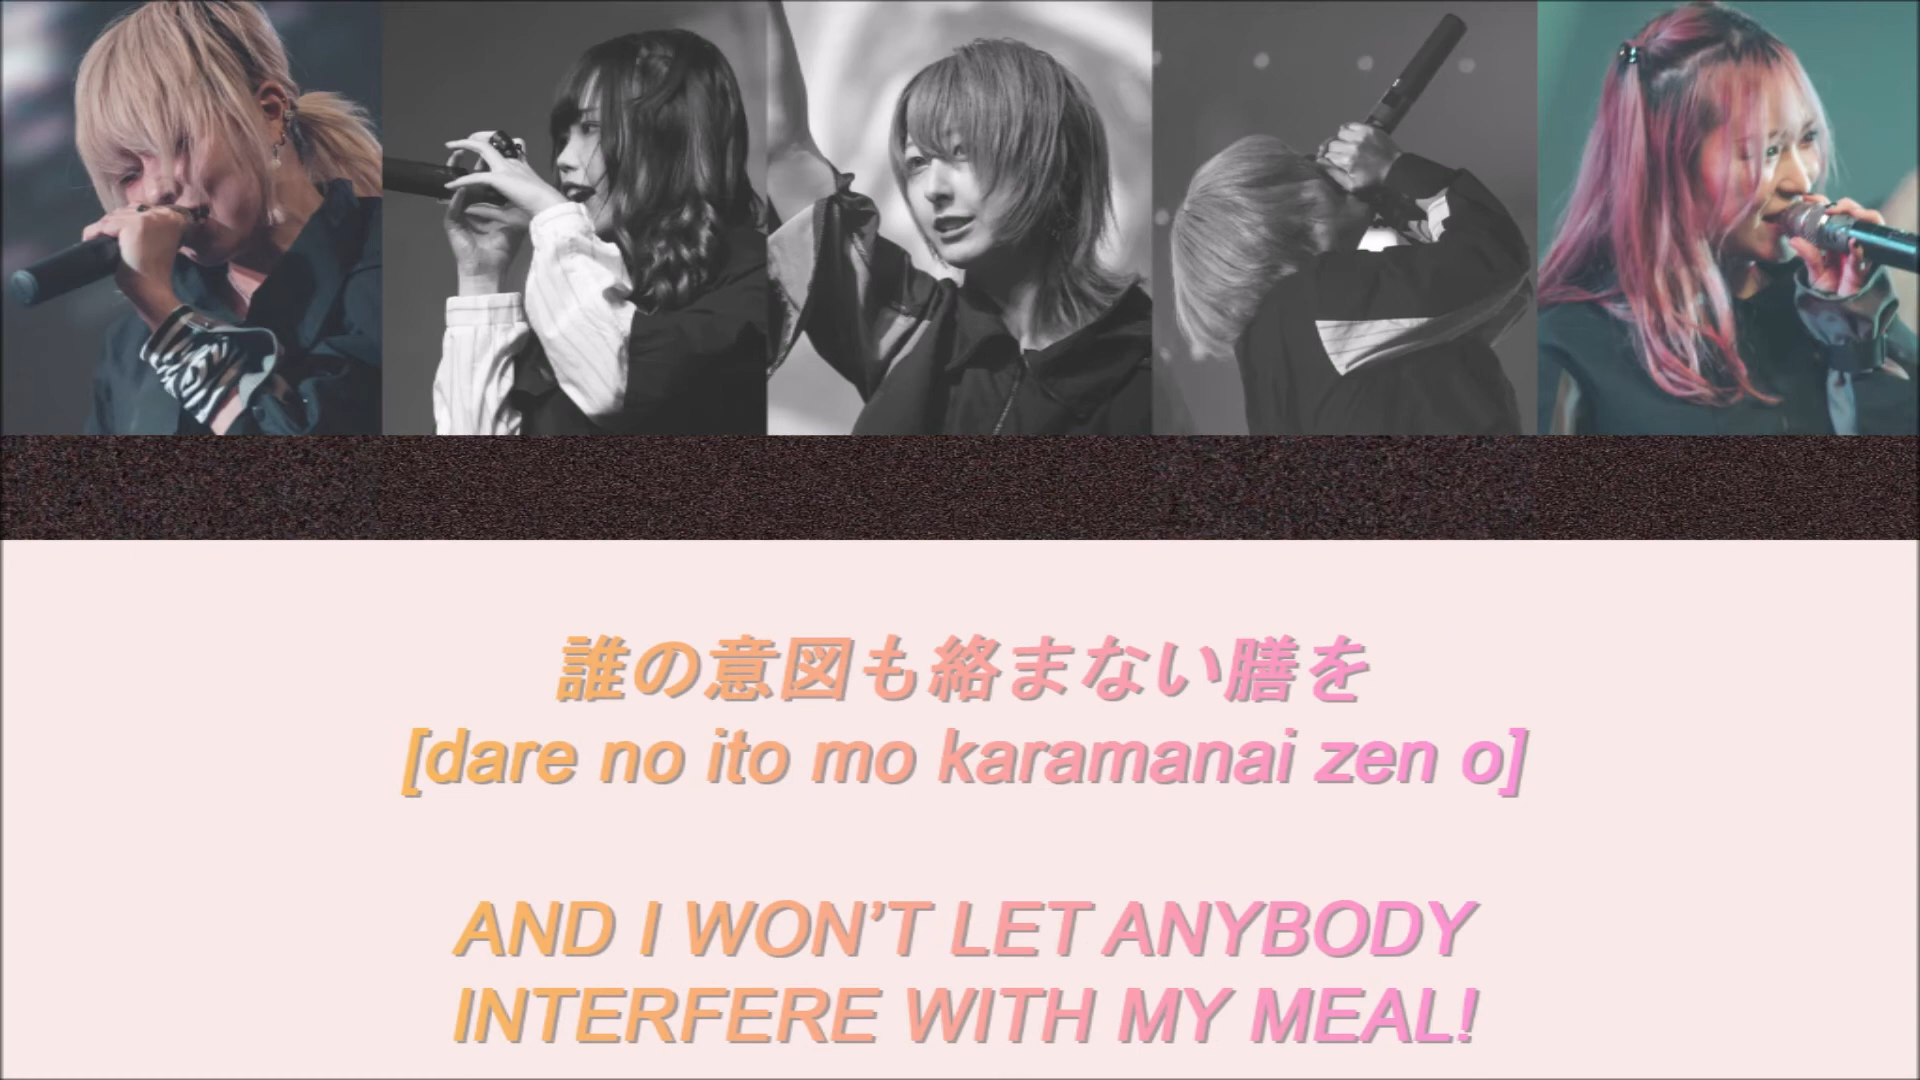 誰の意図も絡まない膳を
[dare no ito mo karamanai zen o]
AND I WON’T LET ANYBODY
INTERFERE WITH MY MEAL!